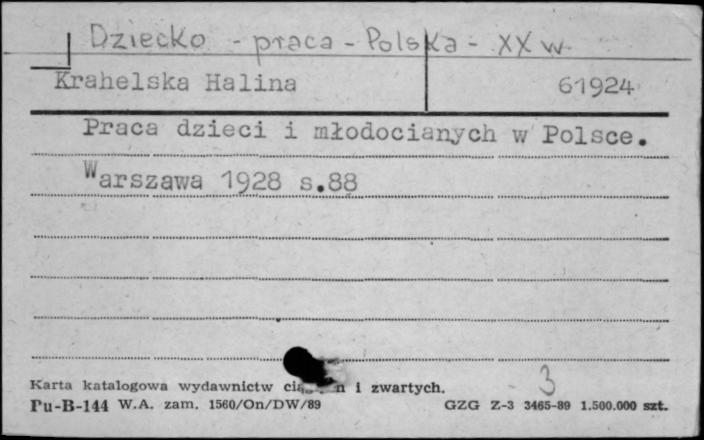 Dziecko - praca - Polska - XX w.
Krahelska Halina 61924
Praca dzieci i młodocianych w Polsce.
Warszawa 1928 s.88
Karta katalogowa wydawnictw i zwartych.
3
Pu-B-144 W.A. zam. 1560/On/DW/89 GZG Z-3 3465-89 1.500.000 szt.